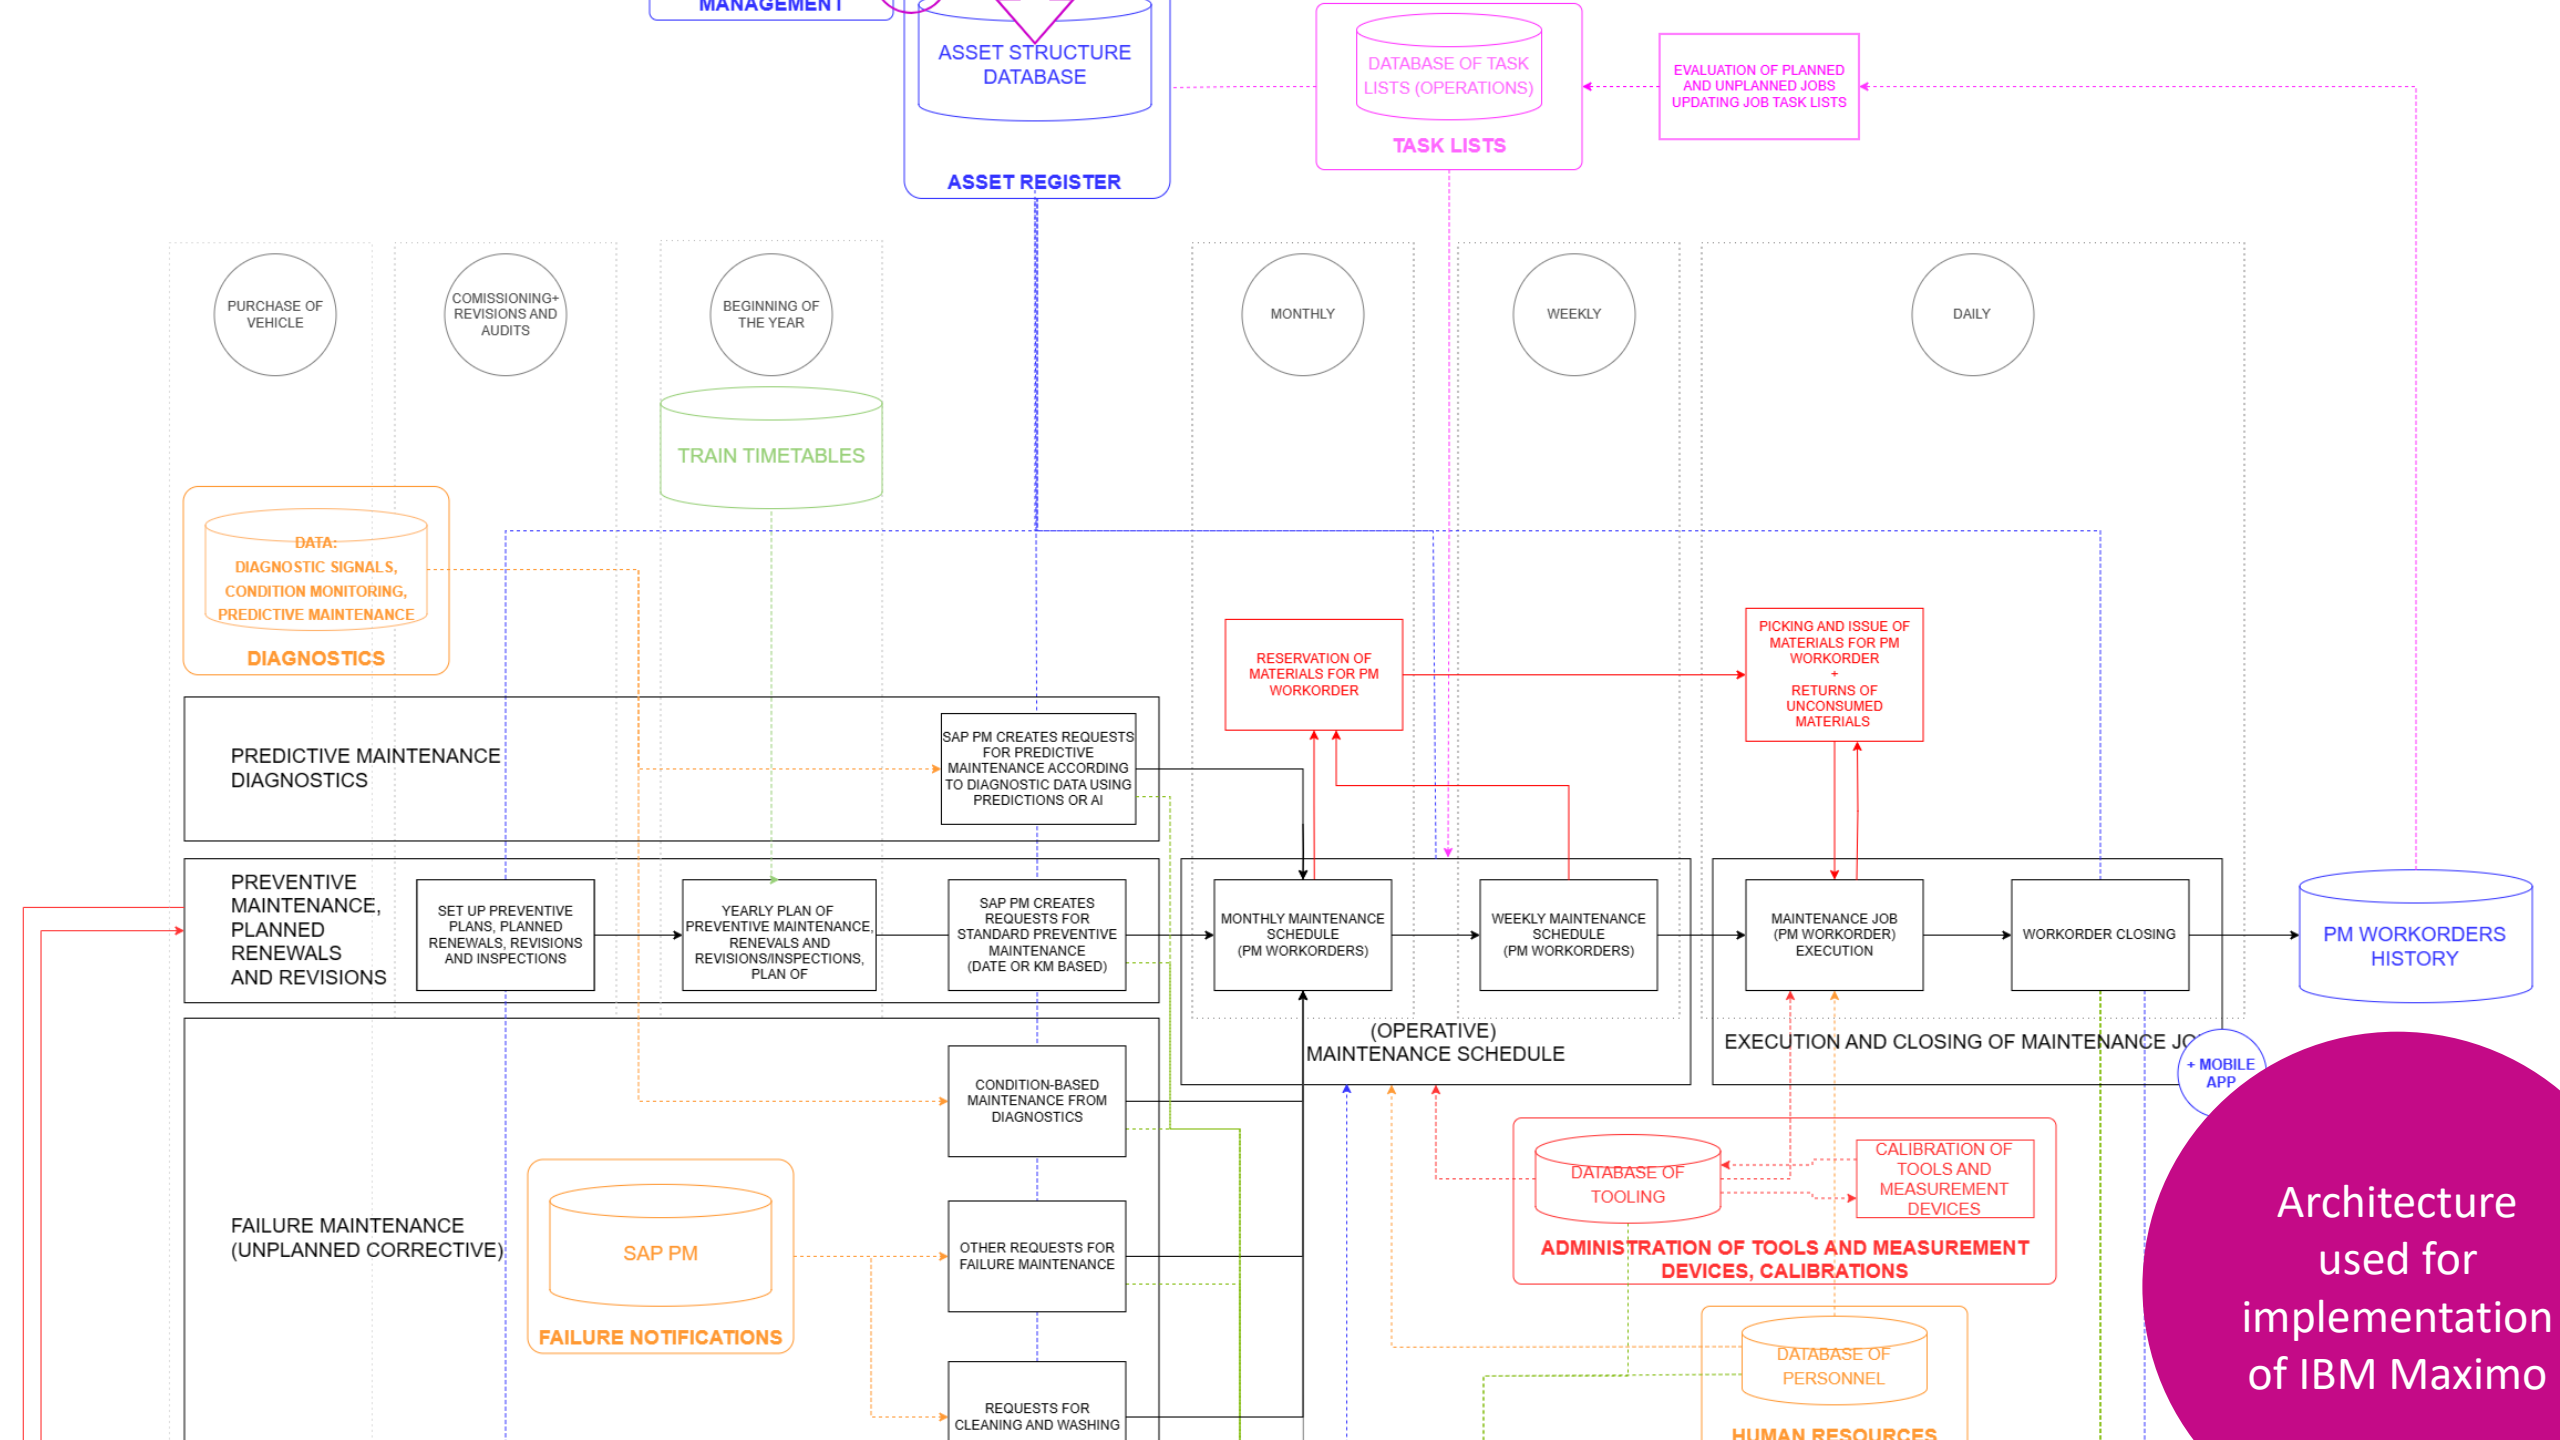 MANAGEMENT
ASSET STRUCTURE
DATABASE
ASSET REGISTER
DATABASE OF TASK
LISTS (OPERATIONS)
TASK LISTS
EVALUATION OF PLANNED
AND UNPLANNED JOBS
UPDATING JOB TASK LISTS
PURCHASE OF
VEHICLE
COMISSIONING+
REVISIONS AND
AUDITS
BEGINNING OF
THE YEAR
MONTHLY
WEEKLY
DAILY
TRAIN TIMETABLES
DATA:
DIAGNOSTIC SIGNALS,
CONDITION MONITORING,
PREDICTIVE MAINTENANCE
DIAGNOSTICS
RESERVATION OF
MATERIALS FOR PM
WORKORDER
PICKING AND ISSUE OF
MATERIALS FOR PM
WORKORDER
+
RETURNS OF
UNCONSUMED
MATERIALS
PREDICTIVE MAINTENANCE
DIAGNOSTICS
SAP PM CREATES REQUESTS
FOR PREDICTIVE
MAINTENANCE ACCORDING
TO DIAGNOSTIC DATA USING
PREDICTIONS OR AI
PREVENTIVE
MAINTENANCE,
PLANNED
RENEWALS
AND REVISIONS
SET UP PREVENTIVE
PLANS, PLANNED
RENEWALS, REVISIONS
AND INSPECTIONS
YEARLY PLAN OF
PREVENTIVE MAINTENANCE,
RENEVALS AND
REVISIONS/INSPECTIONS,
PLAN OF
SAP PM CREATES
REQUESTS FOR
STANDARD PREVENTIVE
MAINTENANCE
(DATE OR KM BASED)
MONTHLY MAINTENANCE
SCHEDULE
(PM WORKORDERS)
WEEKLY MAINTENANCE
SCHEDULE
(PM WORKORDERS)
MAINTENANCE JOB
(PM WORKORDER)
EXECUTION
WORKORDER CLOSING
PM WORKORDERS
HISTORY
(OPERATIVE)
MAINTENANCE SCHEDULE
EXECUTION AND CLOSING OF MAINTENANCE
+ MOBILE
APP
CONDITION-BASED
MAINTENANCE FROM
DIAGNOSTICS
FAILURE MAINTENANCE
(UNPLANNED CORRECTIVE)
SAP PM
FAILURE NOTIFICATIONS
OTHER REQUESTS FOR
FAILURE MAINTENANCE
REQUESTS FOR
CLEANING AND WASHING
DATABASE OF
TOOLING
CALIBRATION OF
TOOLS AND
MEASUREMENT
DEVICES
ADMINISTRATION OF TOOLS AND MEASUREMENT
DEVICES, CALIBRATIONS
DATABASE OF
PERSONNEL
HUMAN RESOURCES
Architecture
used for
implementation
of IBM Maximo